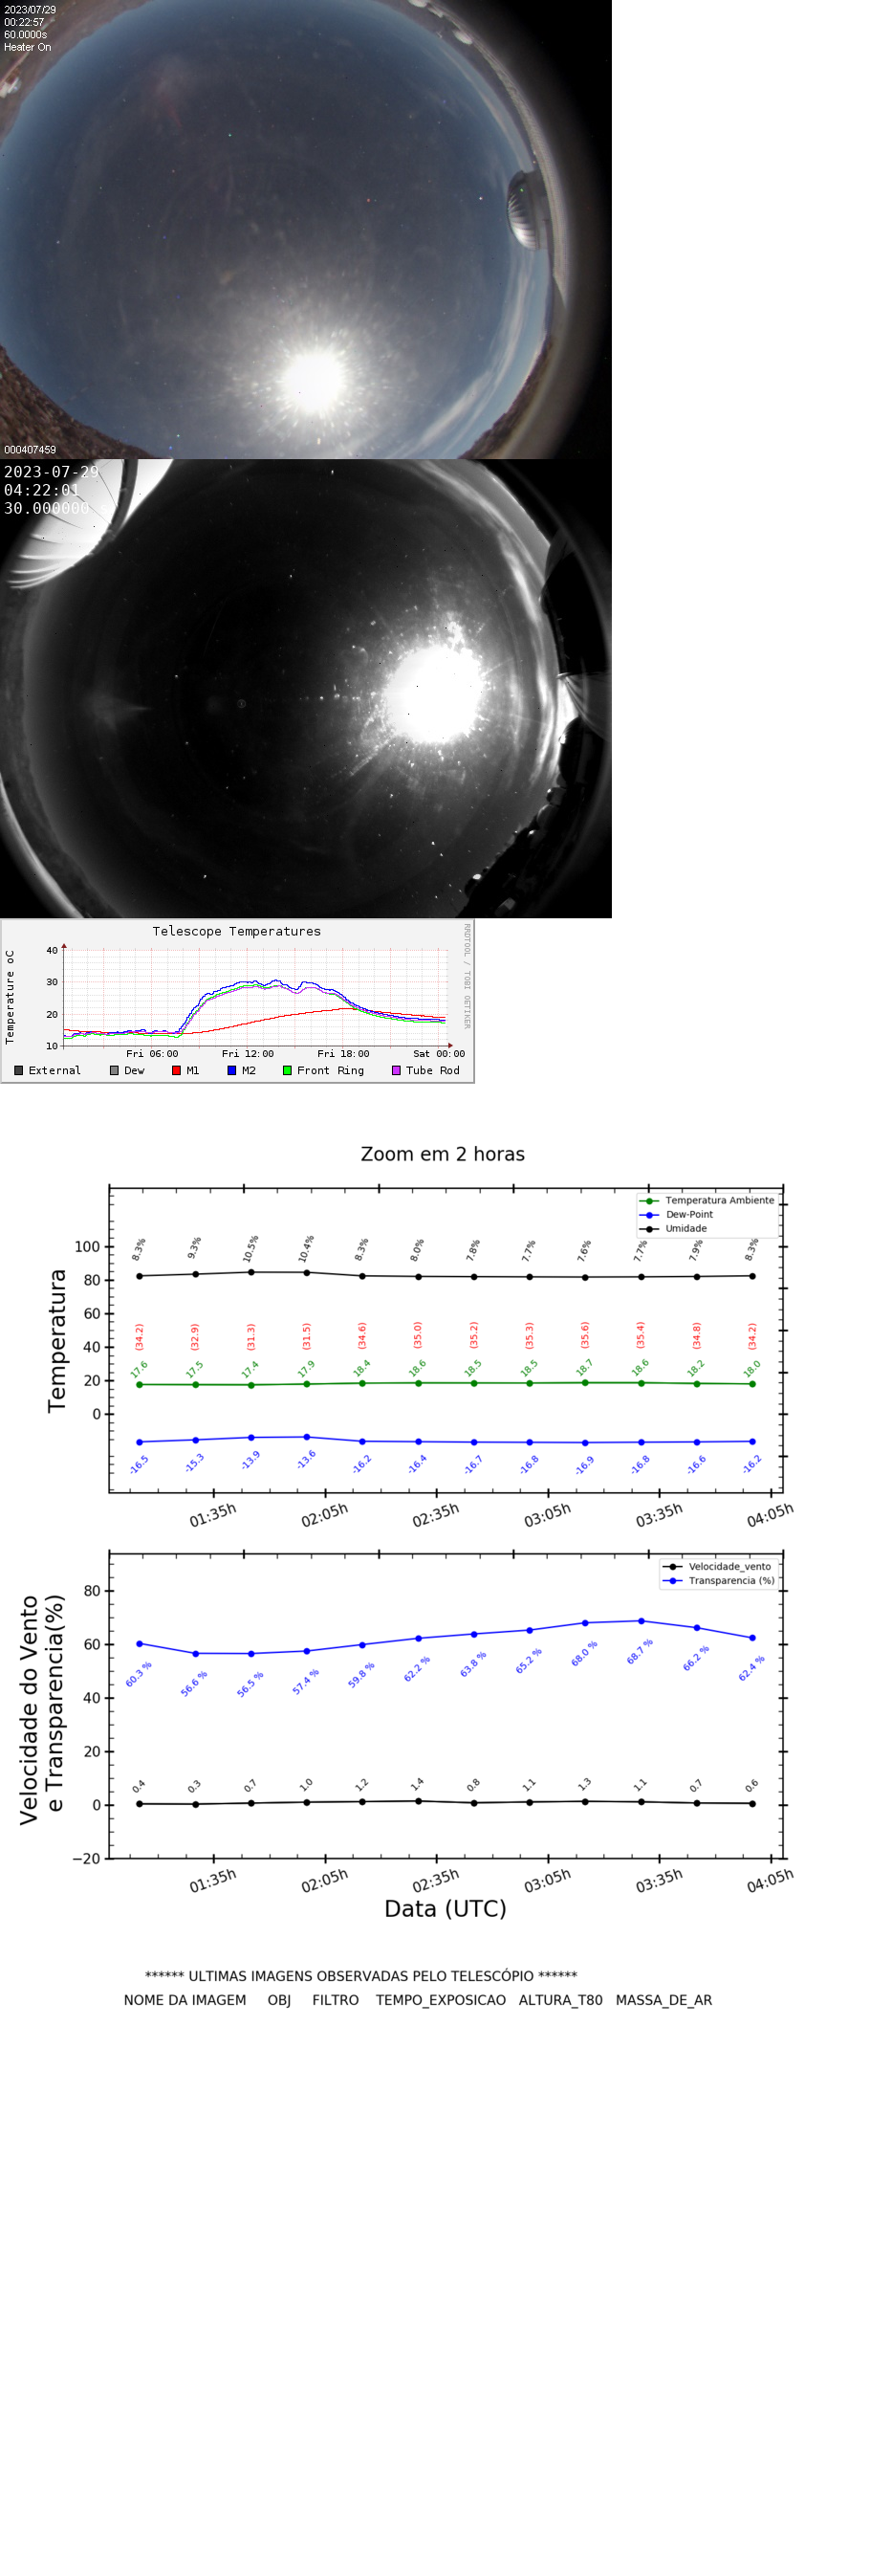 2023/07/29
00:22:57
60.0000s
Heater On
000407459
2023-07-29
04:22:01
30.000000 s
Telescope Temperatures
RRDTOOL / TOBI OETIKER
Temperature oC
40
30
20
10
Fri 06:00 Fri 12:00 Fri 18:00 Sat 00:00
External Dew M1 M2 Front Ring Tube Rod
Zoom em 2 horas
Temperatura Ambiente
Dew-Point
Umidade
Temperatura
100
80
60
40
20
0
8.3% 9.3% 10.5% 10.4% 8.3% 8.0% 7.8% 7.7% 7.6% 7.7% 7.9% 8.3%
(34.2) (32.9) (31.3) (31.5) (34.6) (35.0) (35.2) (35.3) (35.6) (35.4) (34.8) (34.2)
17.6 17.5 17.4 17.9 18.4 18.6 18.5 18.5 18.7 18.6 18.2 18.0
-16.5 -15.3 -13.9 -13.6 -16.2 -16.4 -16.7 -16.8 -16.9 -16.8 -16.6 -16.2
01:35h 02:05h 02:35h 03:05h 03:35h 04:05h
Velocidade_vento
Transparencia (%)
Velocidade do Vento
e Transparencia(%)
80
60
40
20
0
−20
60.3 % 56.6 % 56.5 % 57.4 % 59.8 % 62.2 % 63.8 % 65.2 % 68.0 % 68.7 % 66.2 % 62.4 %
0.4 0.3 0.7 1.0 1.2 1.4 0.8 1.1 1.3 1.1 0.7 0.6
01:35h 02:05h 02:35h 03:05h 03:35h 04:05h
Data (UTC)
****** ULTIMAS IMAGENS OBSERVADAS PELO TELESCÓPIO ******
NOME DA IMAGEM OBJ FILTRO TEMPO_EXPOSICAO ALTURA_T80 MASSA_DE_AR